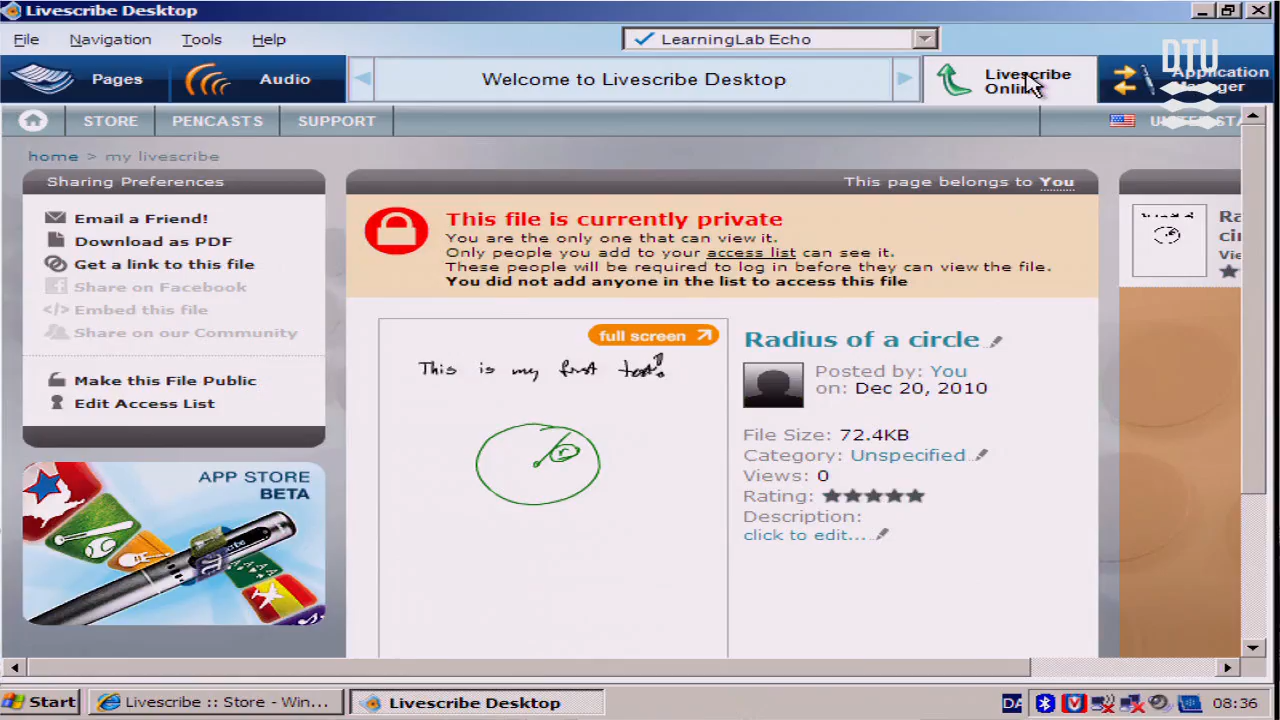 Livescribe Desktop
File Navigation Tools Help
LearningLab Echo
Pages
Audio
Welcome to Livescribe Desktop
Livescribe Online
Application Manager
DTU
STORE PENCASTS SUPPORT
home > my livescribe
Sharing Preferences
Email a Friend!
Download as PDF
Get a link to this file
Share on Facebook
Embed this file
Share on our Community
Make this File Public
Edit Access List
APP STORE
BETA
This page belongs to You
This file is currently private
You are the only one that can view it.
Only people you add to your access list can see it.
These people will be required to log in before they can view the file.
You did not add anyone in the list to access this file
full screen
This is my first test!
r
Radius of a circle
Posted by: You
on: Dec 20, 2010
File Size: 72.4KB
Category: Unspecified
Views: 0
Rating:
Description:
click to edit...
Start
Livescribe :: Store - Win...
Livescribe Desktop
DA
08:36